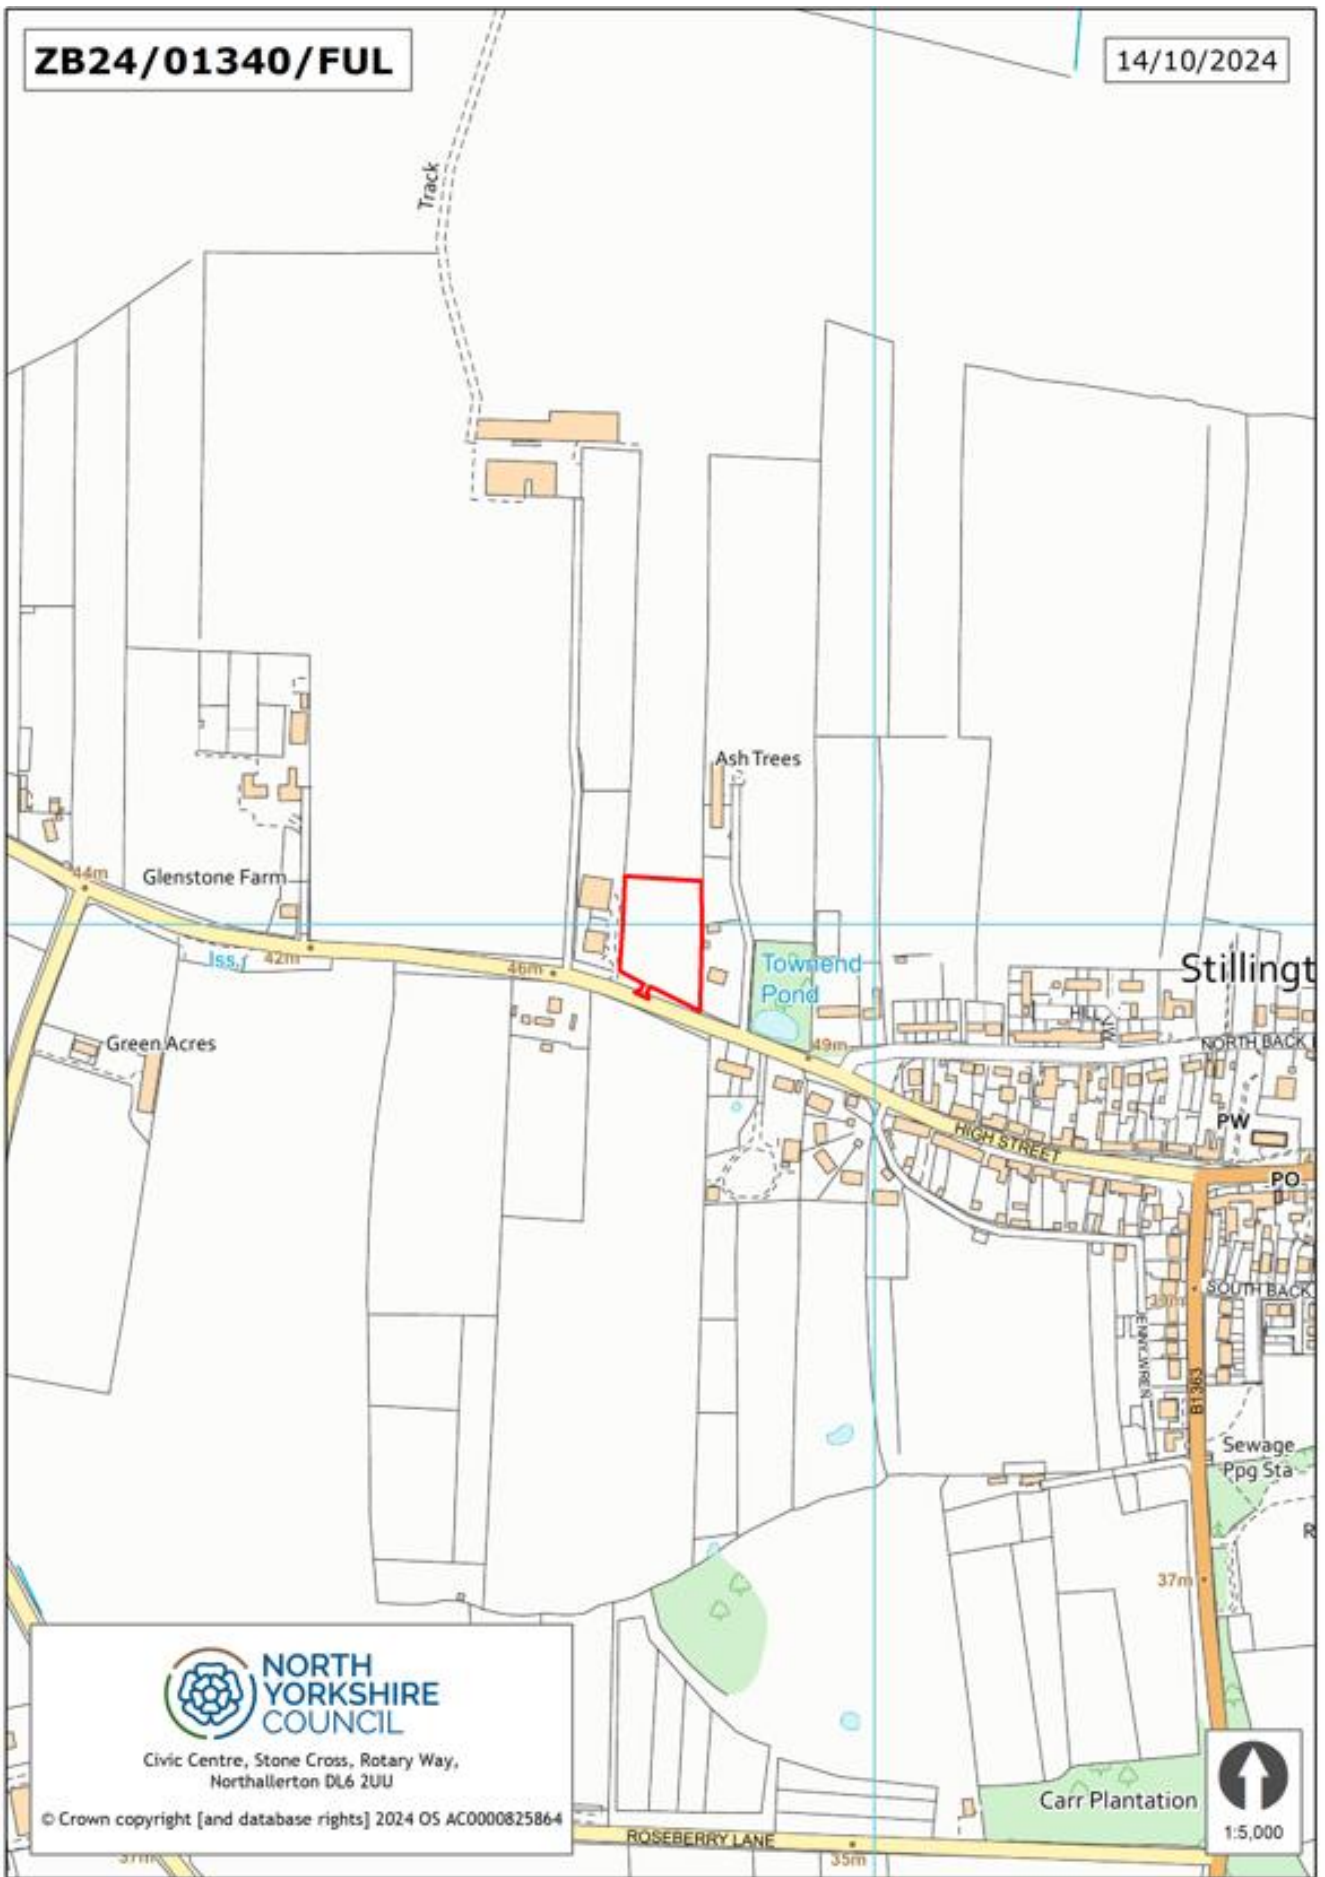 ZB24/01340/FUL
14/10/2024
Track
Ash Trees
44m
Glenstone Farm
Iss
42m
46m
Townend
Pond
Stillingt
HILL
NORTH BACK
49m
Green Acres
HIGH STREET
PW
PO
SOUTH BACK
JENNY WREN
B1363
Sewage
Ppg Sta
R
37m
NORTH
YORKSHIRE
COUNCIL
Civic Centre, Stone Cross, Rotary Way,
Northallerton DL6 2UU
© Crown copyright [and database rights] 2024 OS AC0000825864
Carr Plantation
1:5,000
ROSEBERRY LANE
37m
35m